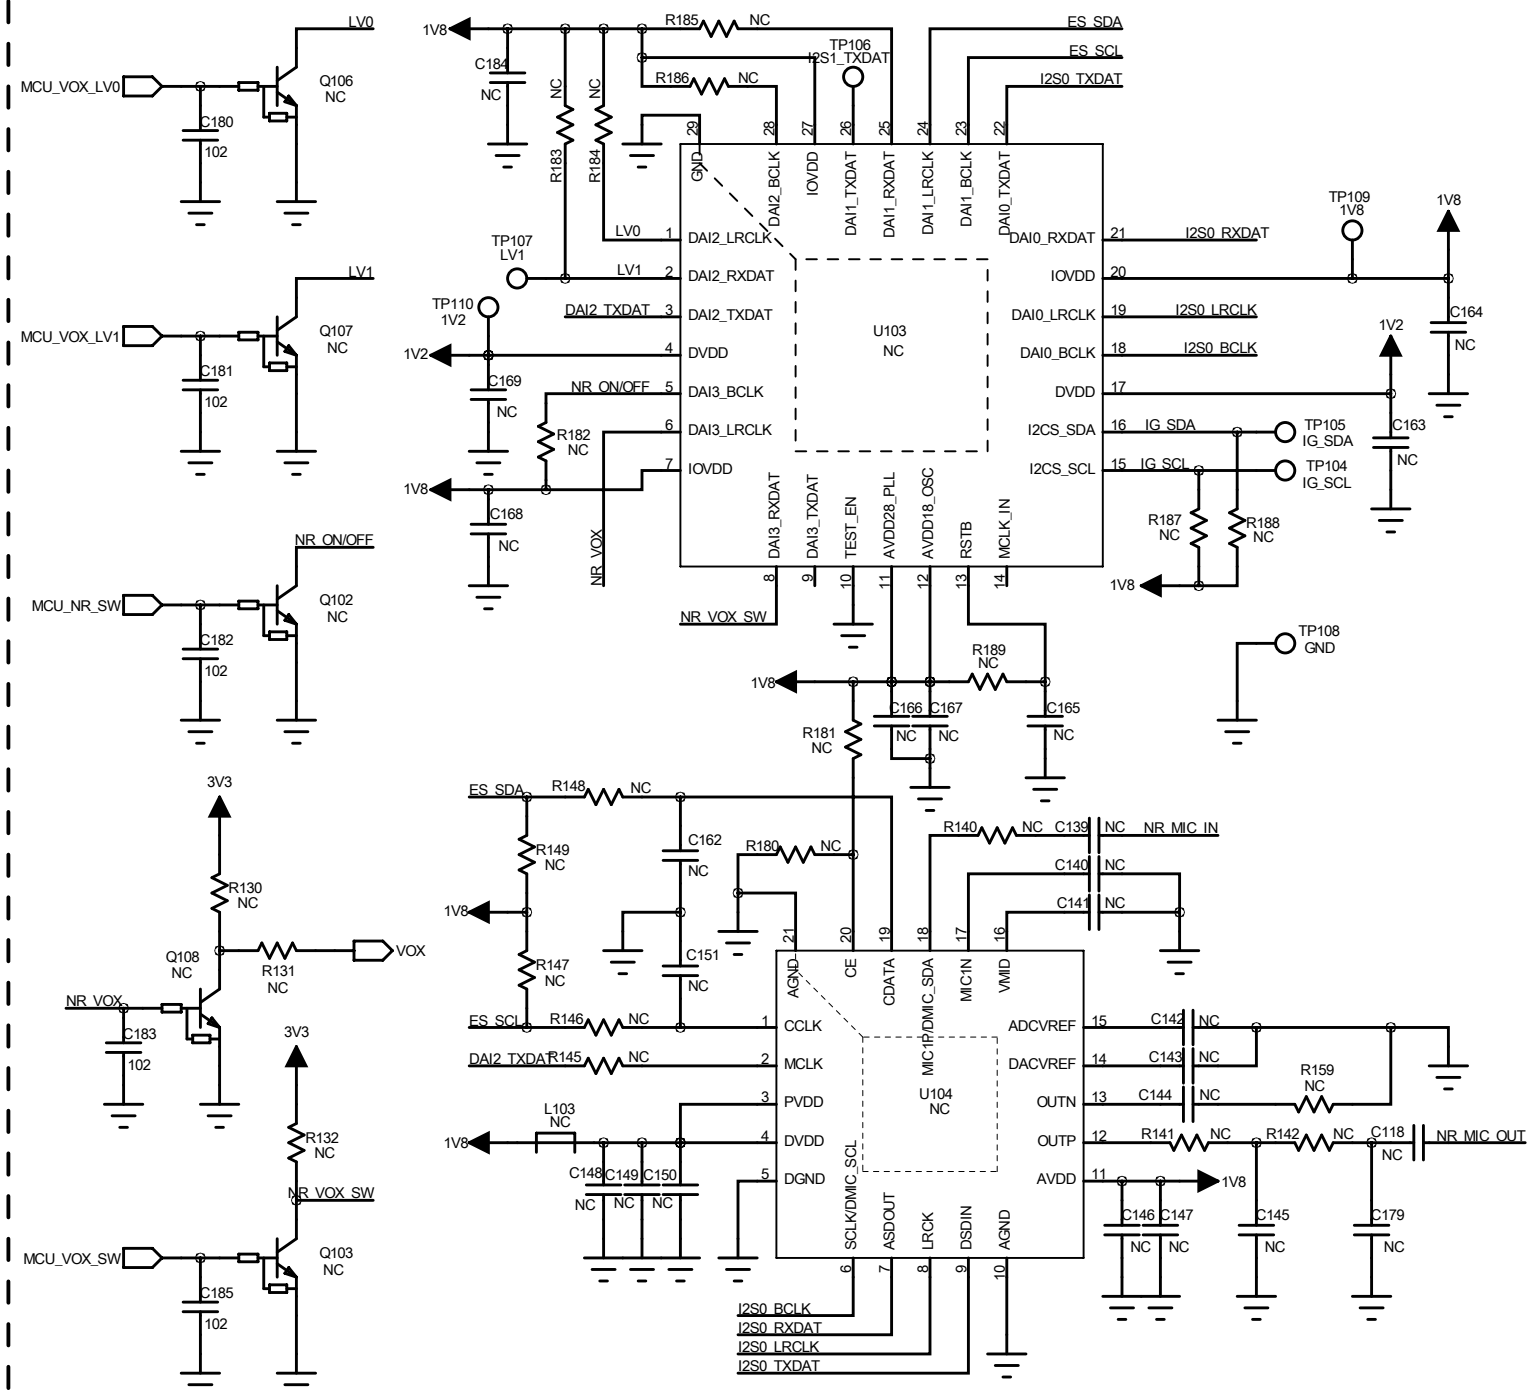 LV0
MCU_VOX_LV0
Q106
NC
C180
102
LV1
MCU_VOX_LV1
Q107
NC
C181
102
NR_ON/OFF
MCU_NR_SW
Q102
NC
C182
102
3V3
R130
NC
Q108
NC
R131
NC
VOX
NR_VOX
C183
102
3V3
R132
NC
NR_VOX_SW
MCU_VOX_SW
Q103
NC
C185
102
1V8
C184
NC
NC
R183
NC
R184
R185
NC
R186
NC
TP106
I2S1_TXDAT
ES_SDA
ES_SCL
I2S0_TXDAT
29
28
27
26
25
24
23
22
GND
DAI2_BCLK
IOVDD
DAI1_TXDAT
DAI1_RXDAT
DAI1_LRCLK
DAI1_BCLK
DAI0_TXDAT
LV0
1
DAI2_LRCLK
TP107
LV1
LV1
2
DAI2_RXDAT
DAI2_TXDAT
3
DAI2_TXDAT
TP110
1V2
1V2
4
DVDD
C169
NC
NR_ON/OFF
5
DAI3_BCLK
R182
NC
6
DAI3_LRCLK
1V8
7
IOVDD
C168
NC
NR_VOX
U103
NC
DAI0_RXDAT
21
I2S0_RXDAT
IOVDD
20
DAI0_LRCLK
19
I2S0_LRCLK
DAI0_BCLK
18
I2S0_BCLK
DVDD
17
I2CS_SDA
16
IG_SDA
I2CS_SCL
15
IG_SCL
TP109
1V8
1V8
C164
NC
1V2
C163
NC
TP105
IG_SDA
TP104
IG_SCL
R187
NC
R188
NC
1V8
TP108
GND
DAI3_RXDAT
DAI3_TXDAT
TEST_EN
AVDD28_PLL
AVDD18_OSC
RSTB
MCLK_IN
8
9
10
11
12
13
14
NR_VOX_SW
1V8
R189
NC
C166
NC
C167
NC
C165
NC
R181
NC
ES_SDA
R148
NC
R149
NC
C162
NC
1V8
R147
NC
C151
NC
ES_SCL
R146
NC
DAI2_TXDAT
R145
NC
R180
NC
R140
NC
C139
NC
NR_MIC_IN
C140
NC
C141
NC
21
20
19
18
17
16
AGND
CE
CDATA
MIC1P/DMIC_SDA
MIC1N
VMID
1
CCLK
2
MCLK
3
PVDD
4
DVDD
5
DGND
U104
NC
ADCVREF
15
C142
NC
DACVREF
14
C143
NC
OUTN
13
C144
NC
R159
NC
OUTP
12
R141
NC
R142
NC
C118
NC
NR_MIC_OUT
AVDD
11
1V8
C146
NC
C147
NC
C145
NC
C179
NC
1V8
L103
NC
C148
NC
C149
NC
C150
NC
SCLK/DMIC_SCL
ASDOUT
LRCK
DSDIN
AGND
6
7
8
9
10
I2S0_BCLK
I2S0_RXDAT
I2S0_LRCLK
I2S0_TXDAT